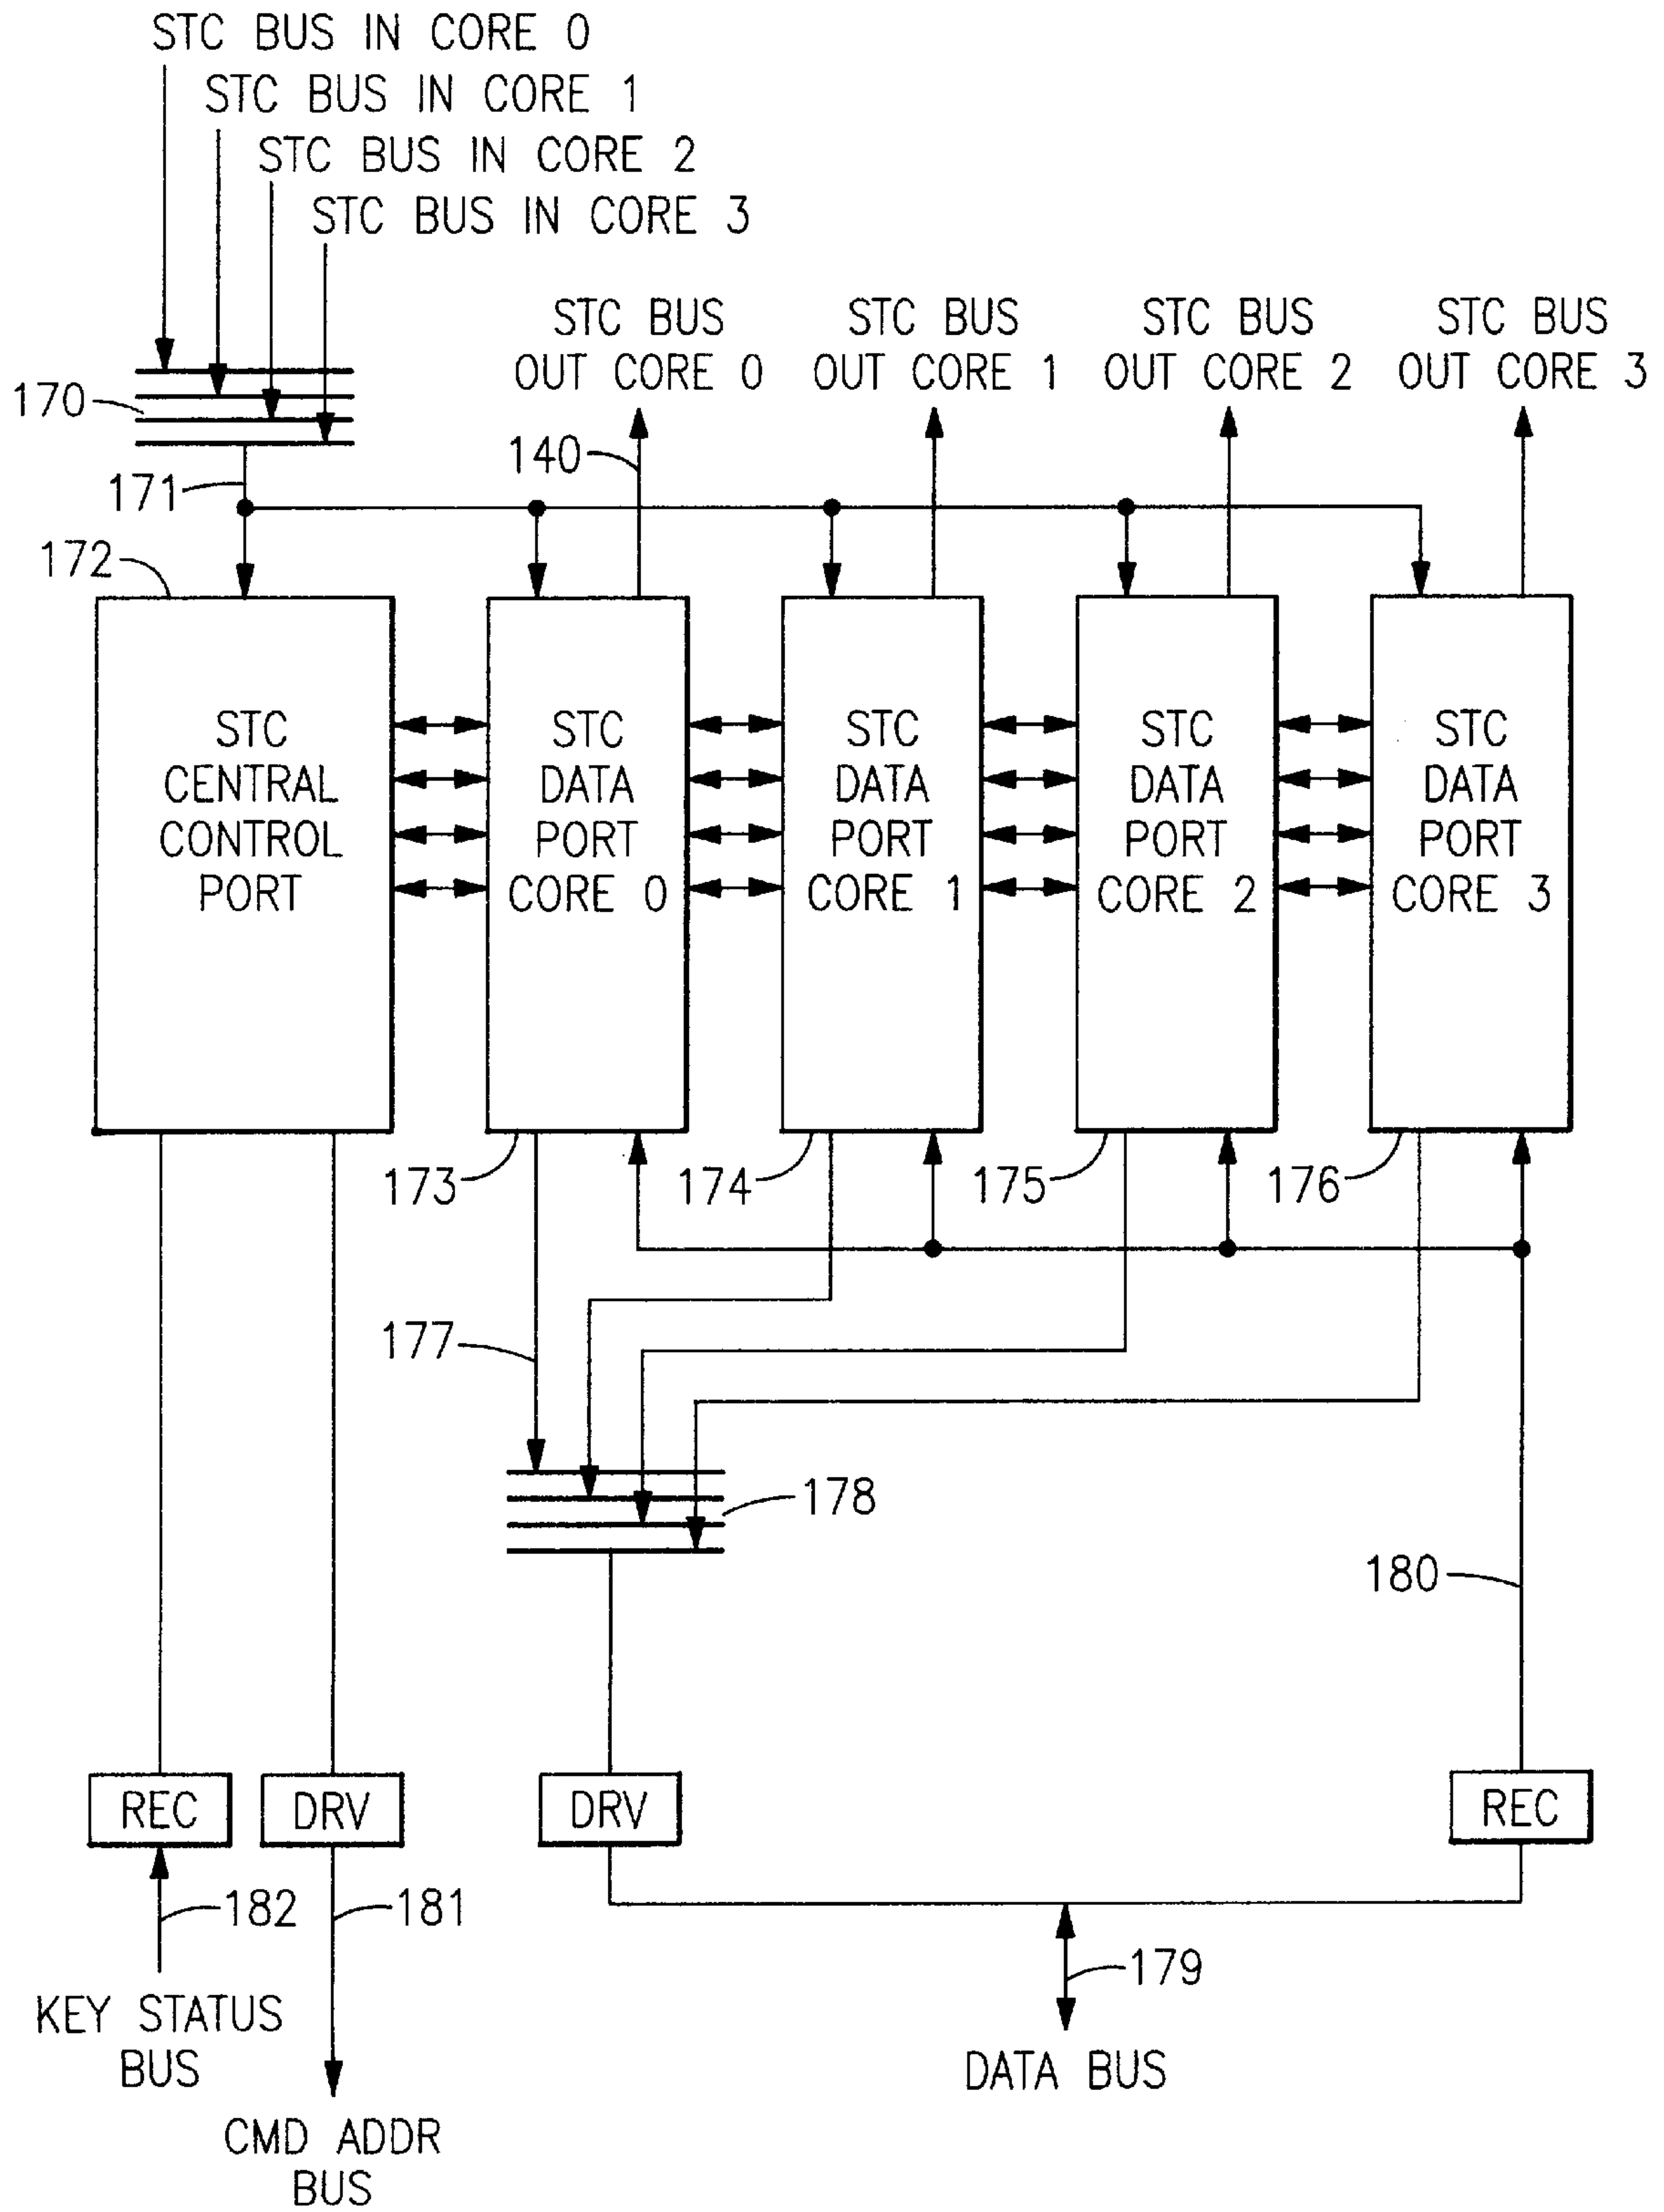 STC BUS IN CORE 0
STC BUS IN CORE 1
STC BUS IN CORE 2
STC BUS IN CORE 3
STC BUS
OUT CORE 0
STC BUS
OUT CORE 1
STC BUS
OUT CORE 2
STC BUS
OUT CORE 3
170
140
171
172
STC
CENTRAL
CONTROL
PORT
STC
DATA
PORT
CORE 0
STC
DATA
PORT
CORE 1
STC
DATA
PORT
CORE 2
STC
DATA
PORT
CORE 3
173
174
175
176
177
178
180
REC
DRV
DRV
REC
182
181
179
KEY STATUS
BUS
DATA BUS
CMD ADDR
BUS